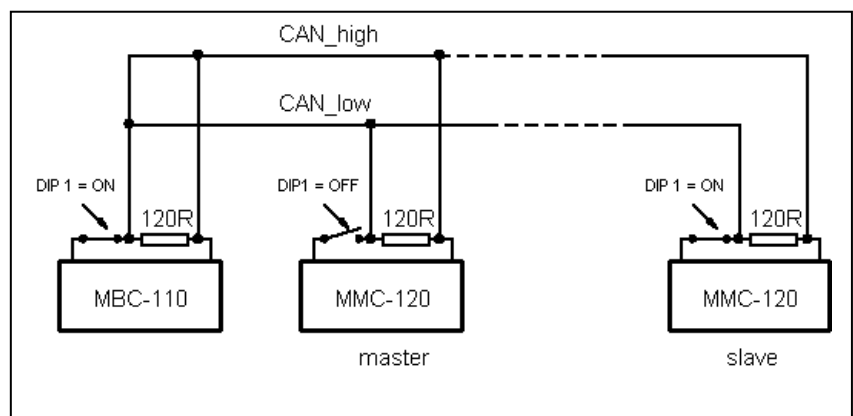 CAN_high
CAN_low
DIP 1 = ON
DIP1 = OFF
DIP 1 = ON
120R
120R
120R
MBC-110
MMC-120
MMC-120
master
slave